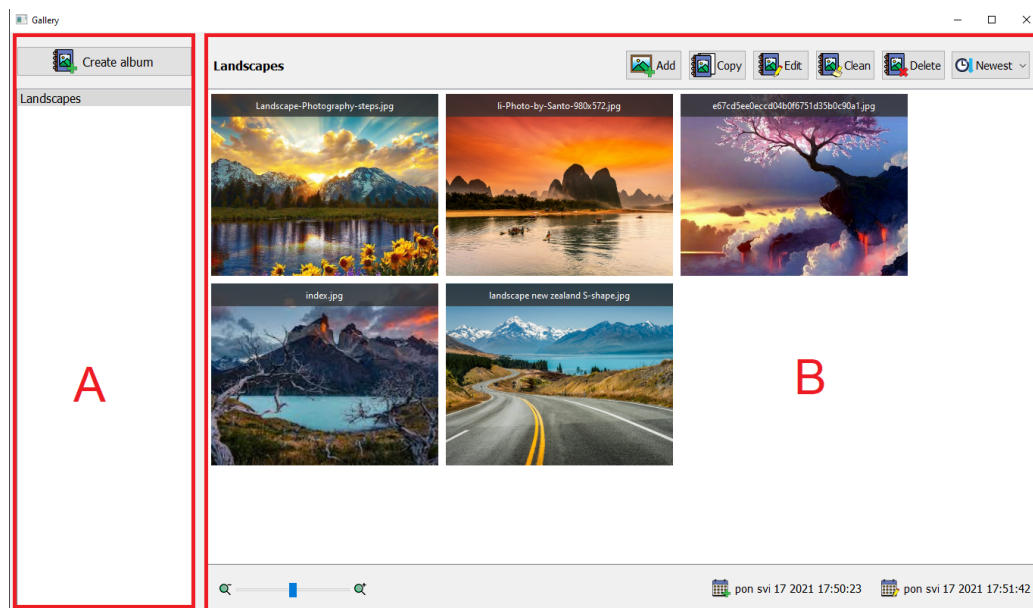 Gallery
Create album
Landscapes
A
Landscapes
Add
Copy
Edit
Clean
Delete
Newest
Landscape-Photography-steps.jpg
li-Photo-by-Santo-980x572.jpg
e67cd5ee0eccd04b0f6751d35b0c90a1.jpg
index.jpg
landscape new zealand S-shape.jpg
B
pon svi 17 2021 17:50:23
pon svi 17 2021 17:51:42